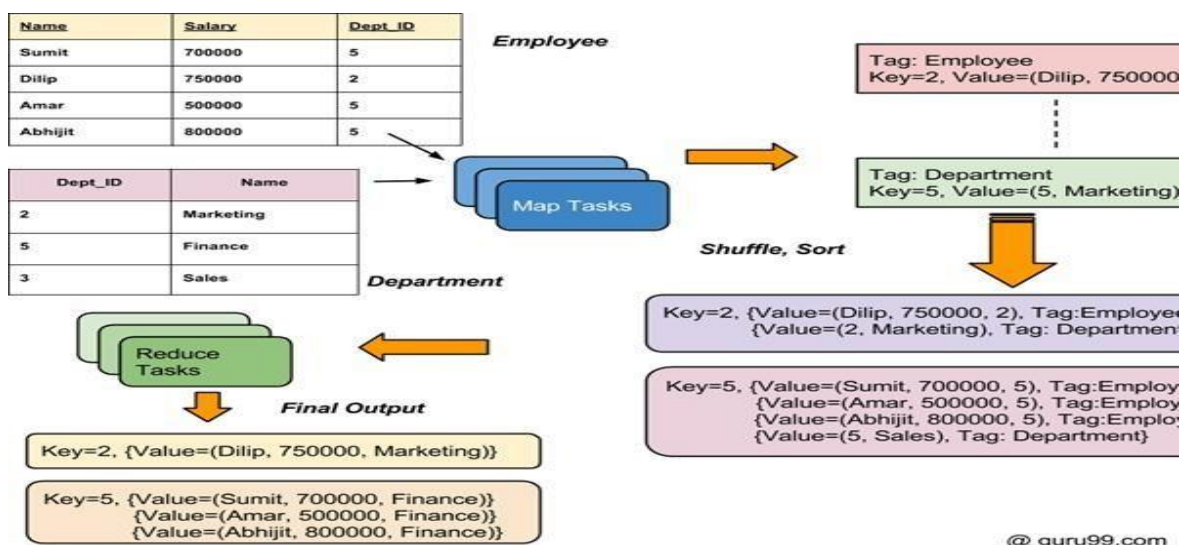 Name Salary Dept_ID
Sumit 700000 5
Dilip 750000 2
Amar 500000 5
Abhijit 800000 5
Employee
Dept_ID Name
2 Marketing
5 Finance
3 Sales
Department
Map Tasks
Tag: Employee
Key=2, Value=(Dilip, 750000
Tag: Department
Key=5, Value=(5, Marketing)
Shuffle, Sort
Key=2, {Value=(Dilip, 750000, 2), Tag:Employee
{Value=(2, Marketing), Tag: Department
Key=5, {Value=(Sumit, 700000, 5), Tag:Employ
{Value=(Amar, 500000, 5), Tag:Employ
{Value=(Abhijit, 800000, 5), Tag:Employ
{Value=(5, Sales), Tag: Department}
Reduce
Tasks
Final Output
Key=2, {Value=(Dilip, 750000, Marketing)}
Key=5, {Value=(Sumit, 700000, Finance)}
{Value=(Amar, 500000, Finance)}
{Value=(Abhijit, 800000, Finance)}
@ guru99.com